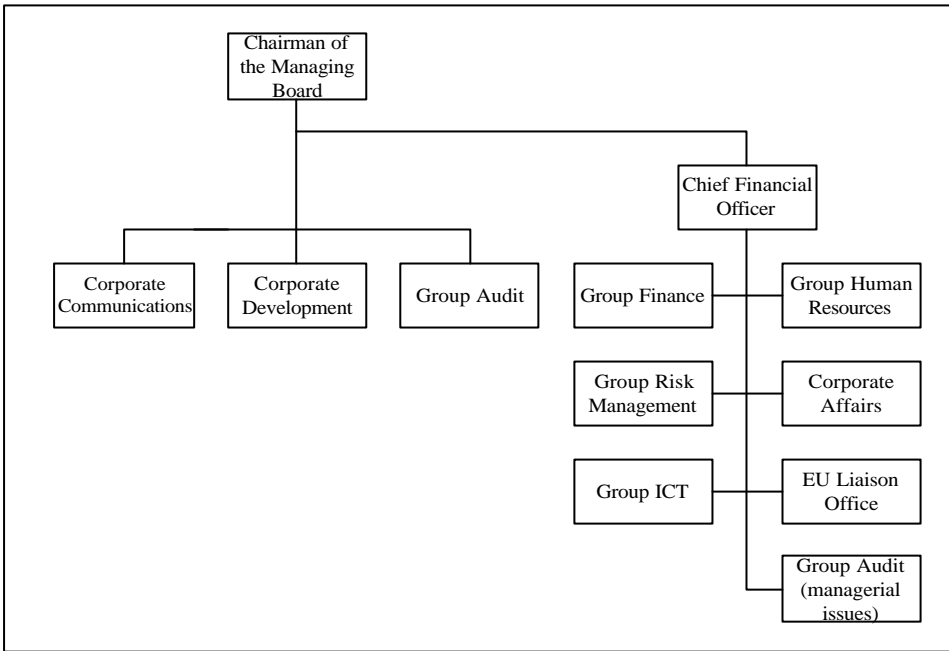 Chairman of
the Managing
Board
Chief Financial
Officer
Corporate
Communications
Corporate
Development
Group Audit
Group Finance
Group Human
Resources
Group Risk
Management
Corporate
Affairs
Group ICT
EU Liaison
Office
Group Audit
(managerial
issues)